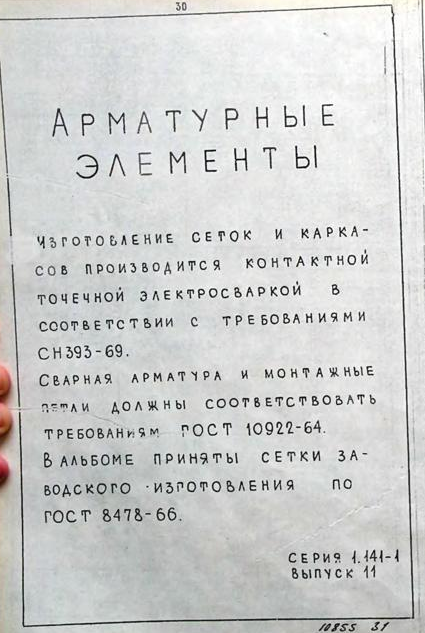 30
АРМАТУРНЫЕ
ЭЛЕМЕНТЫ
ИЗГОТОВЛЕНИЕ СЕТОК И КАРКА-
СОВ ПРОИЗВОДИТСЯ КОНТАКТНОЙ
ТОЧЕЧНОЙ ЭЛЕКТРОСВАРКОЙ В
СООТВЕТСТВИИ С ТРЕБОВАНИЯМИ
СН393-69.
СВАРНАЯ АРМАТУРА И МОНТАЖНЫЕ
ПЕТЛИ ДОЛЖНЫ СООТВЕТСТВОВАТЬ
ТРЕБОВАНИЯМ ГОСТ 10922-64.
В АЛЬБОМЕ ПРИНЯТЫ СЕТКИ ЗА-
ВОДСКОГО ИЗГОТОВЛЕНИЯ ПО
ГОСТ 8478-66.
СЕРИЯ 1.141-1
ВЫПУСК 11
10855 31